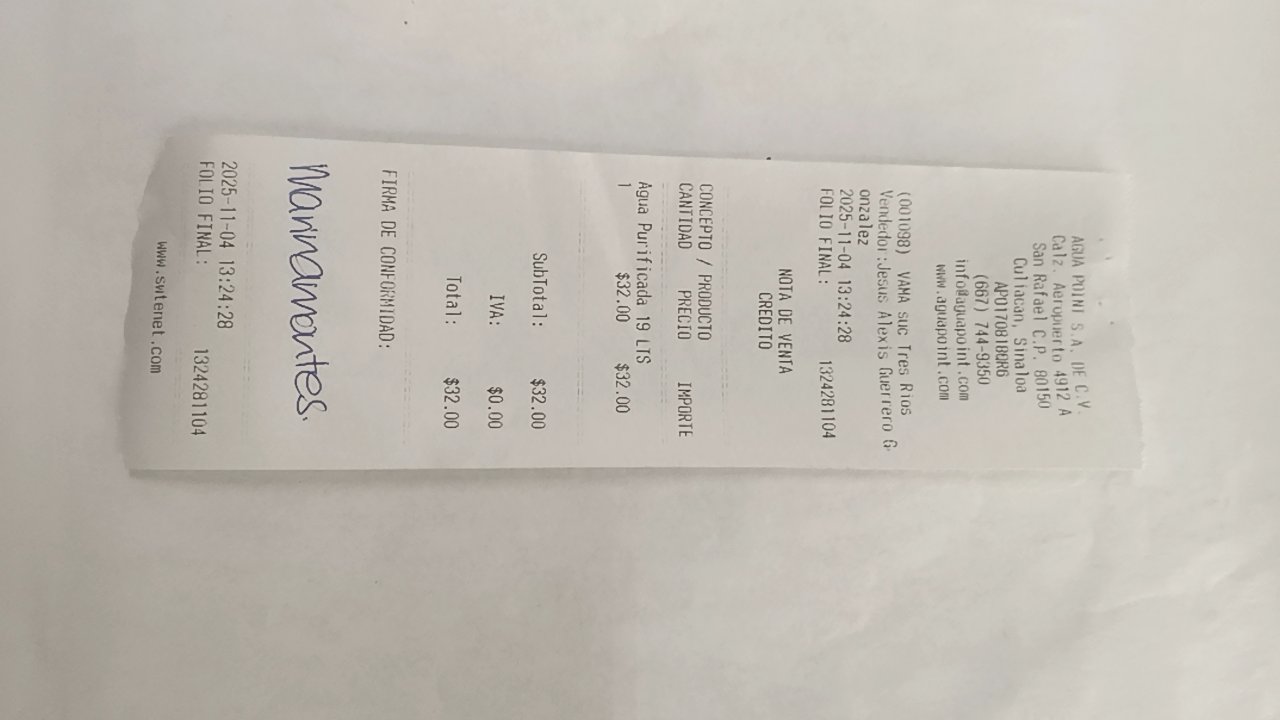 AGUA POINT S.A. DE C.V.
Calz. Aeropuerto 4912 A
San Rafael C.P. 80150
Culiacan, Sinaloa
APO170818QR6
(667) 744-9350
info@aguapoint.com
www.aguapoint.com
(001098) VAMA suc Tres Rios
Vendedor:Jesus Alexis Guerrero G
onzalez
2025-11-04 13:24:28
FOLIO FINAL: 1324281104
NOTA DE VENTA
CREDITO
CONCEPTO / PRODUCTO
CANTIDAD PRECIO IMPORTE
Agua Purificada 19 LTS
1 $32.00 $32.00
SubTotal: $32.00
IVA: $0.00
Total: $32.00
FIRMA DE CONFORMIDAD:
Marinamontes.
2025-11-04 13:24:28
FOLIO FINAL: 1324281104
www.swtenet.com